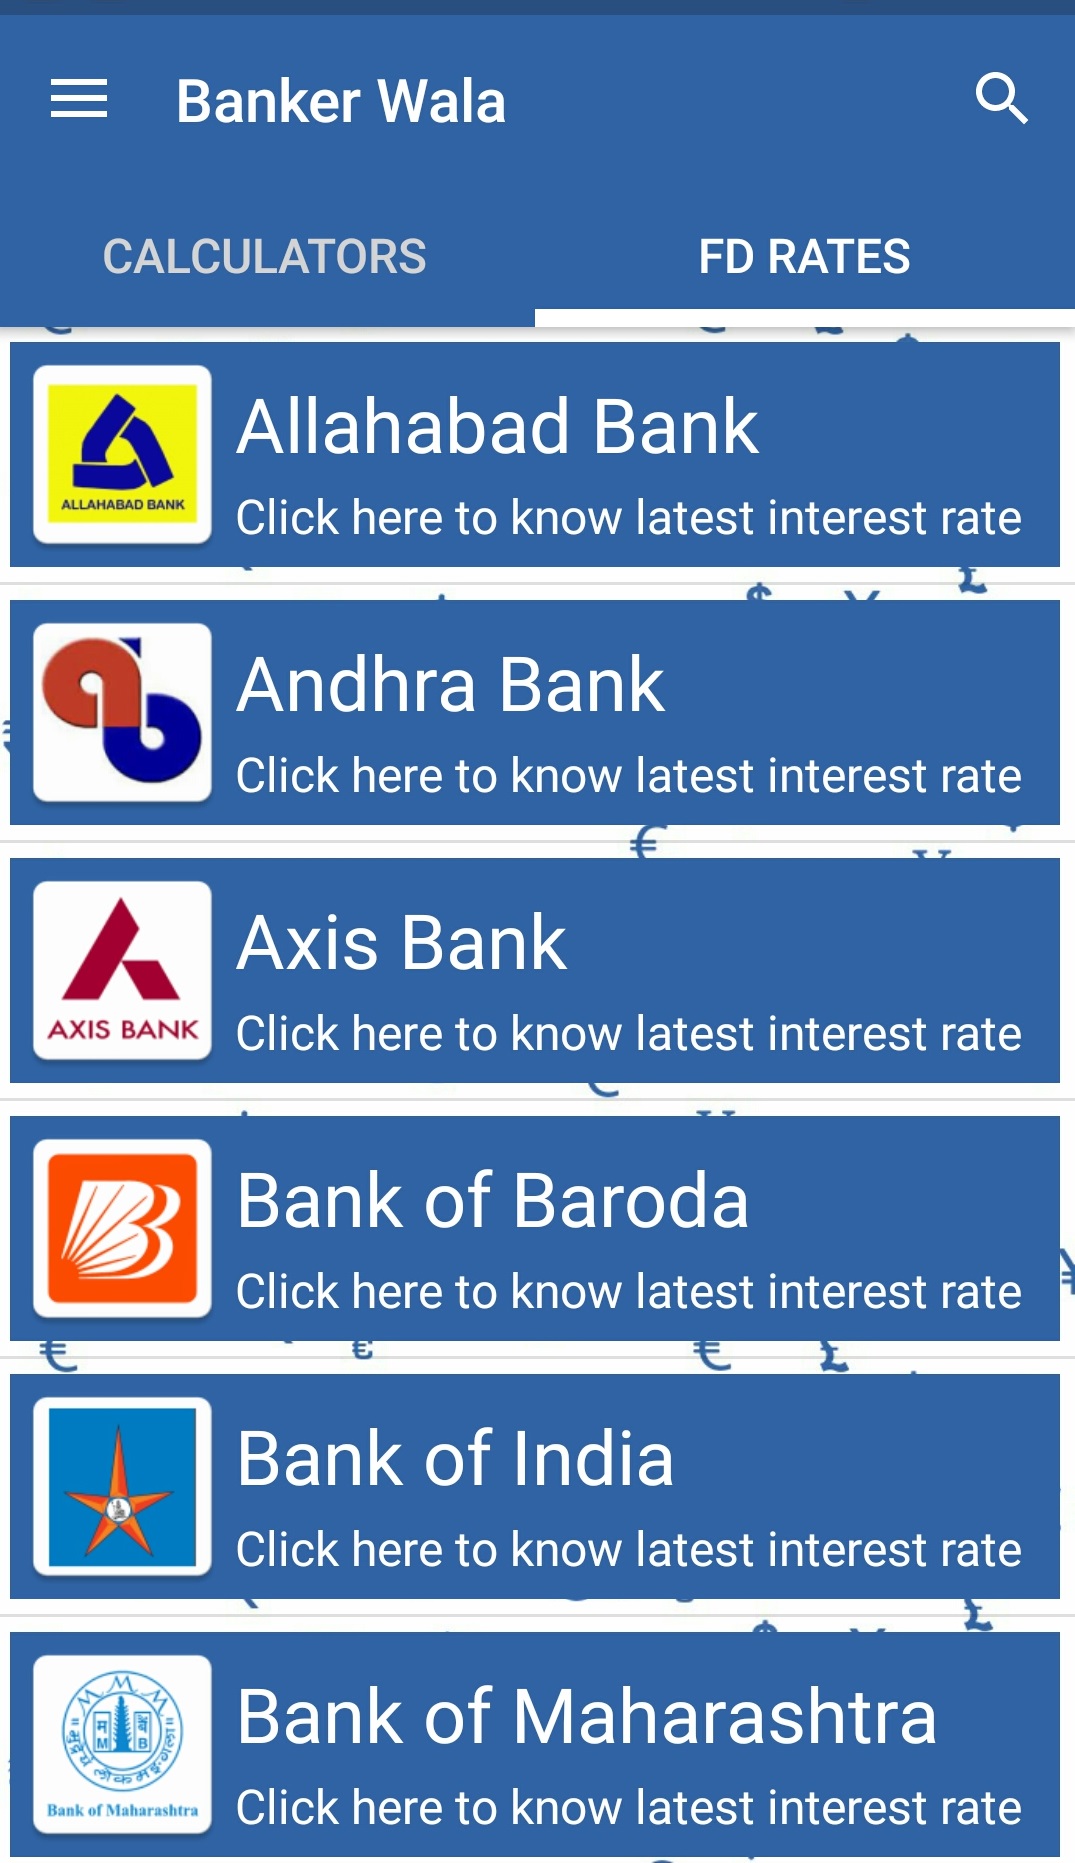 Banker Wala
CALCULATORS
FD RATES
ALLAHABAD BANK
Allahabad Bank
Click here to know latest interest rate
Andhra Bank
Click here to know latest interest rate
AXIS BANK
Axis Bank
Click here to know latest interest rate
Bank of Baroda
Click here to know latest interest rate
Bank of India
Click here to know latest interest rate
म बैं
M B
Bank of Maharashtra
Bank of Maharashtra
Click here to know latest interest rate